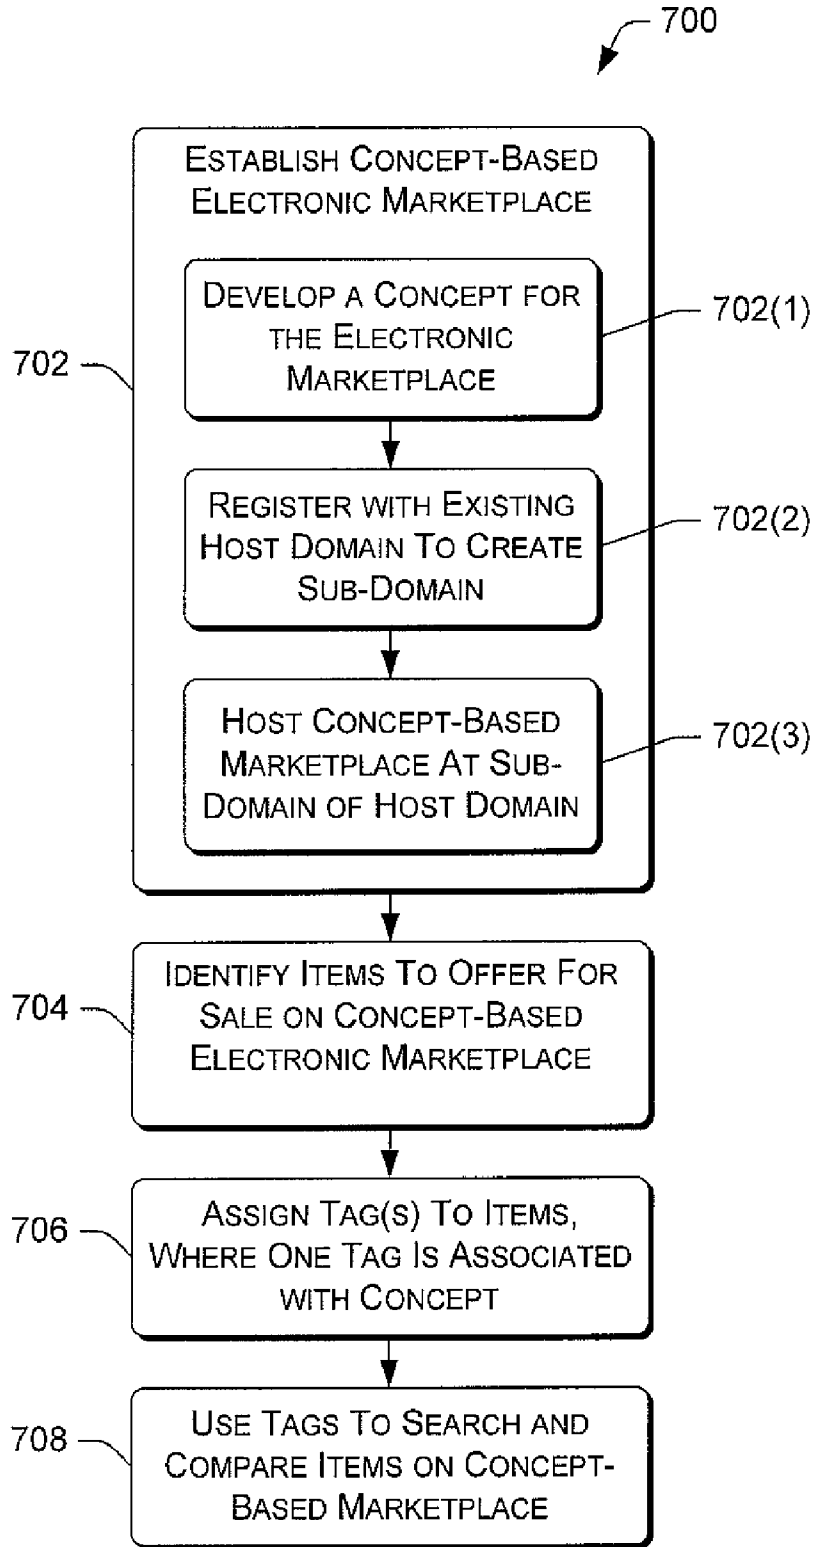 700
ESTABLISH CONCEPT-BASED
ELECTRONIC MARKETPLACE
DEVELOP A CONCEPT FOR
THE ELECTRONIC
MARKETPLACE
702(1)
702
REGISTER WITH EXISTING
HOST DOMAIN TO CREATE
SUB-DOMAIN
702(2)
HOST CONCEPT-BASED
MARKETPLACE AT SUB-
DOMAIN OF HOST DOMAIN
702(3)
IDENTIFY ITEMS TO OFFER FOR
SALE ON CONCEPT-BASED
ELECTRONIC MARKETPLACE
704
ASSIGN TAG(S) TO ITEMS,
WHERE ONE TAG IS ASSOCIATED
WITH CONCEPT
706
USE TAGS TO SEARCH AND
COMPARE ITEMS ON CONCEPT-
BASED MARKETPLACE
708